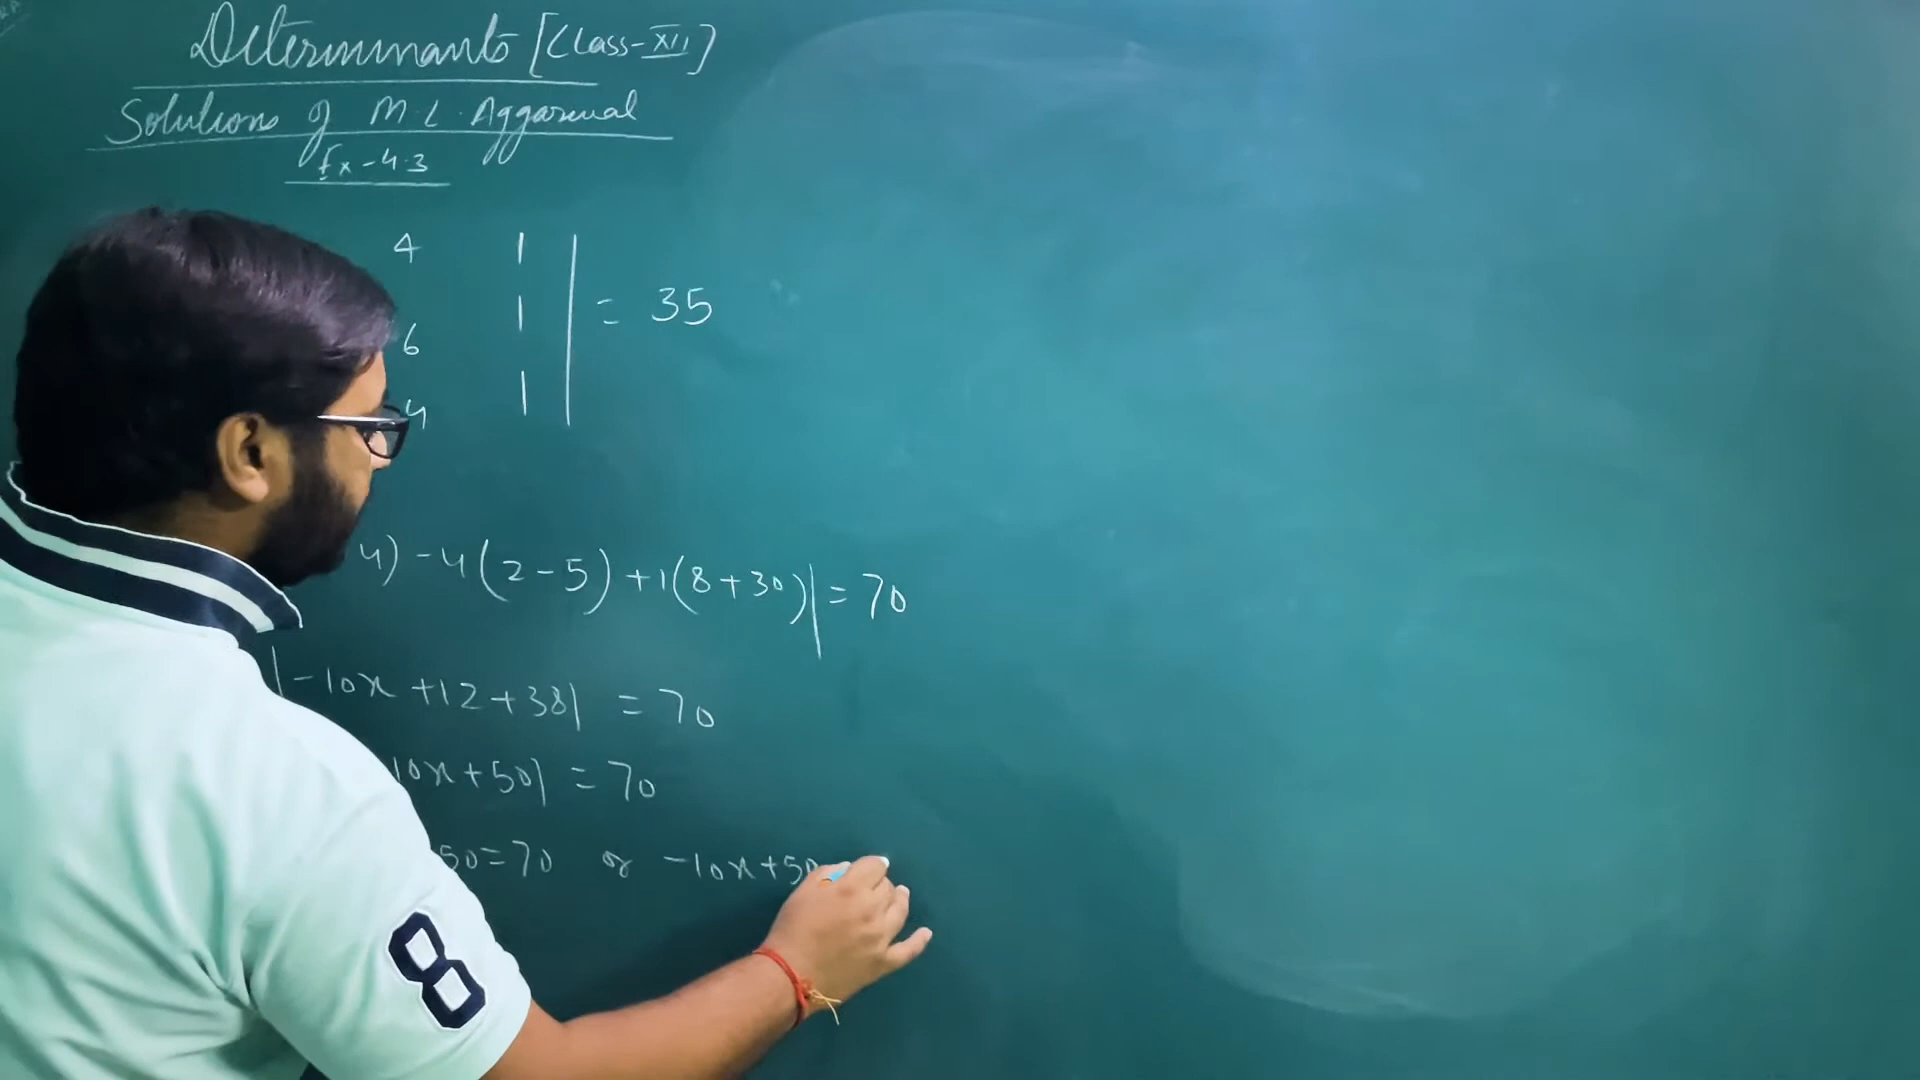 Determinants [Class-XII]
Solutions of M.L. Aggarwal
Ex-4.3
4 1
6 1 = 35
4 1
4) -4(2-5) +1(8+30)| = 70
|-10x +12+38| = 70
10x+50| = 70
50=70 or -10x+50
8